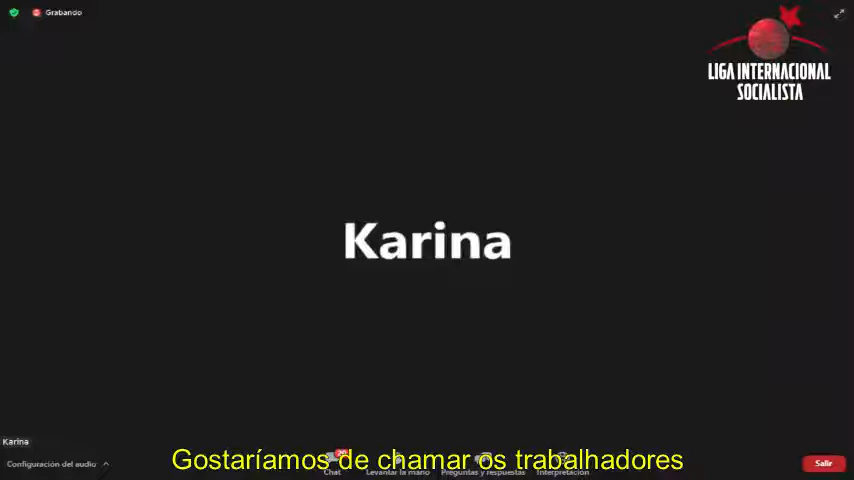 Grabando
LIGA INTERNACIONAL
SOCIALISTA
Karina
Karina
Configuración del audio
Gostaríamos de chamar os trabalhadores
Chat
Levantar la mano
Preguntas y respuestas
Interpretación
Salir